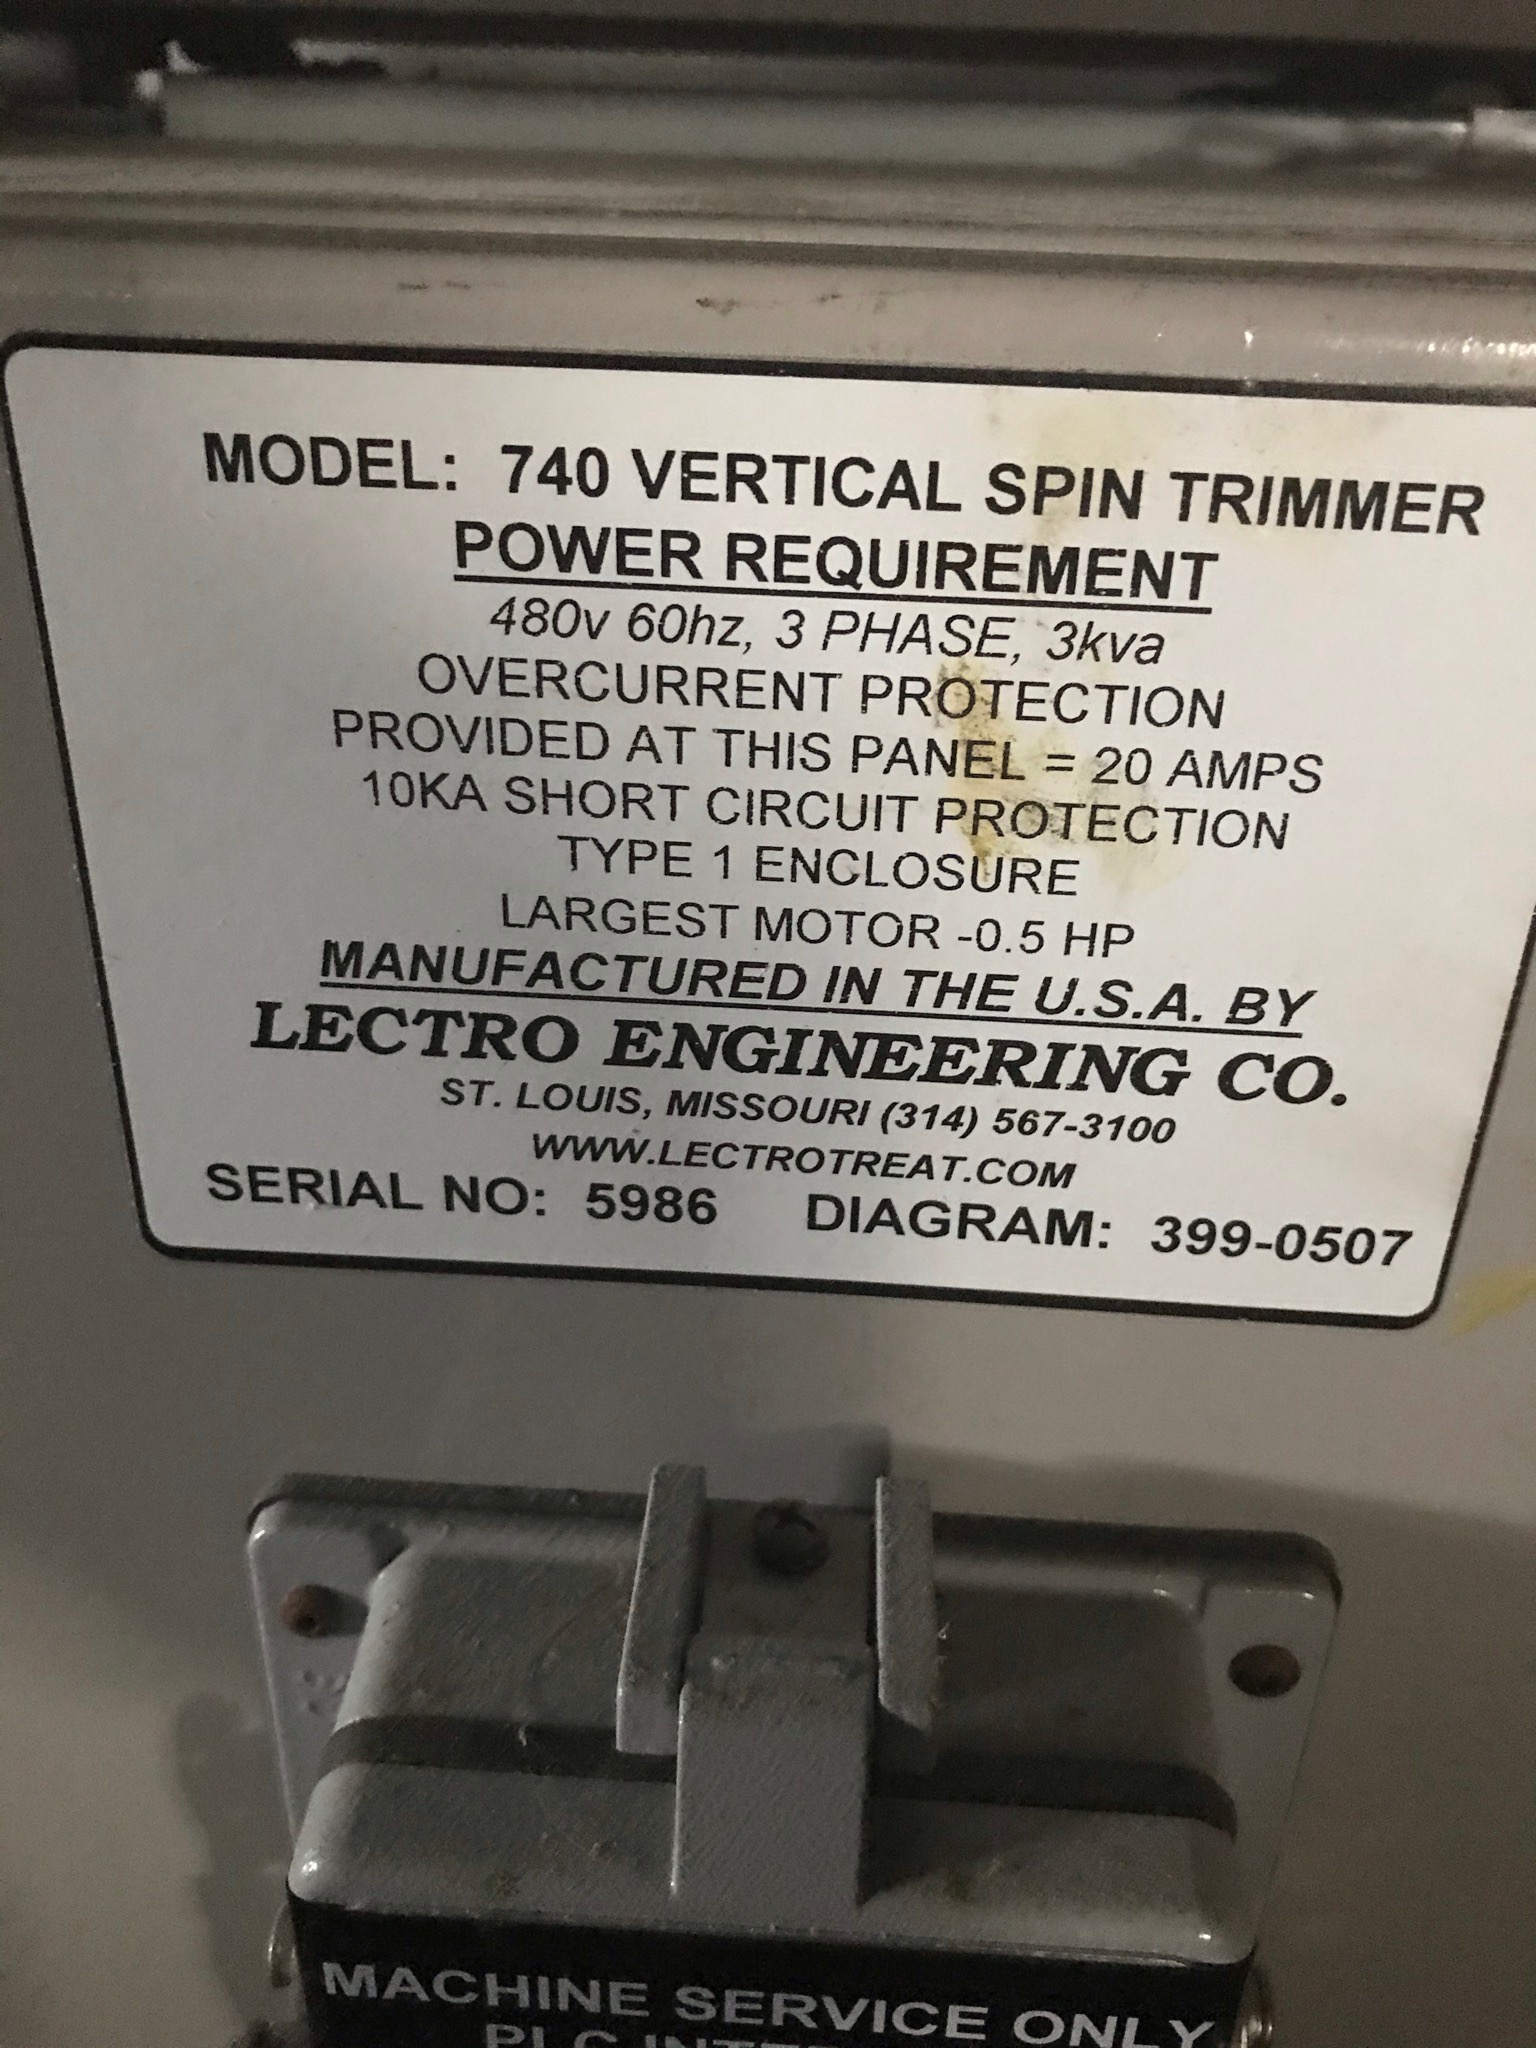 MODEL: 740 VERTICAL SPIN TRIMMER
POWER REQUIREMENT
480v 60hz, 3 PHASE, 3kva
OVERCURRENT PROTECTION
PROVIDED AT THIS PANEL = 20 AMPS
10KA SHORT CIRCUIT PROTECTION
TYPE 1 ENCLOSURE
LARGEST MOTOR -0.5 HP
MANUFACTURED IN THE U.S.A. BY
LECTRO ENGINEERING CO.
ST. LOUIS, MISSOURI (314) 567-3100
WWW.LECTROTREAT.COM
SERIAL NO: 5986 DIAGRAM: 399-0507
MACHINE SERVICE ONLY
PLC